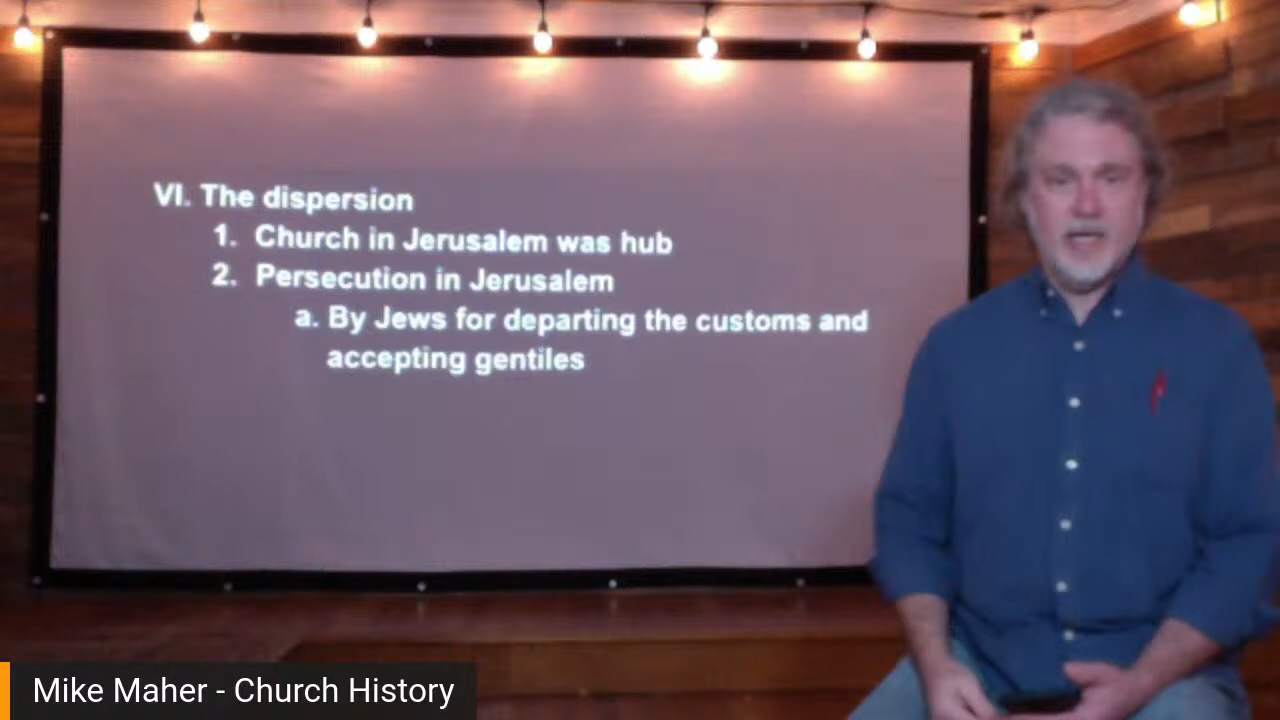 VI. The dispersion
1. Church in Jerusalem was hub
2. Persecution in Jerusalem
a. By Jews for departing the customs and
accepting gentiles
Mike Maher - Church History